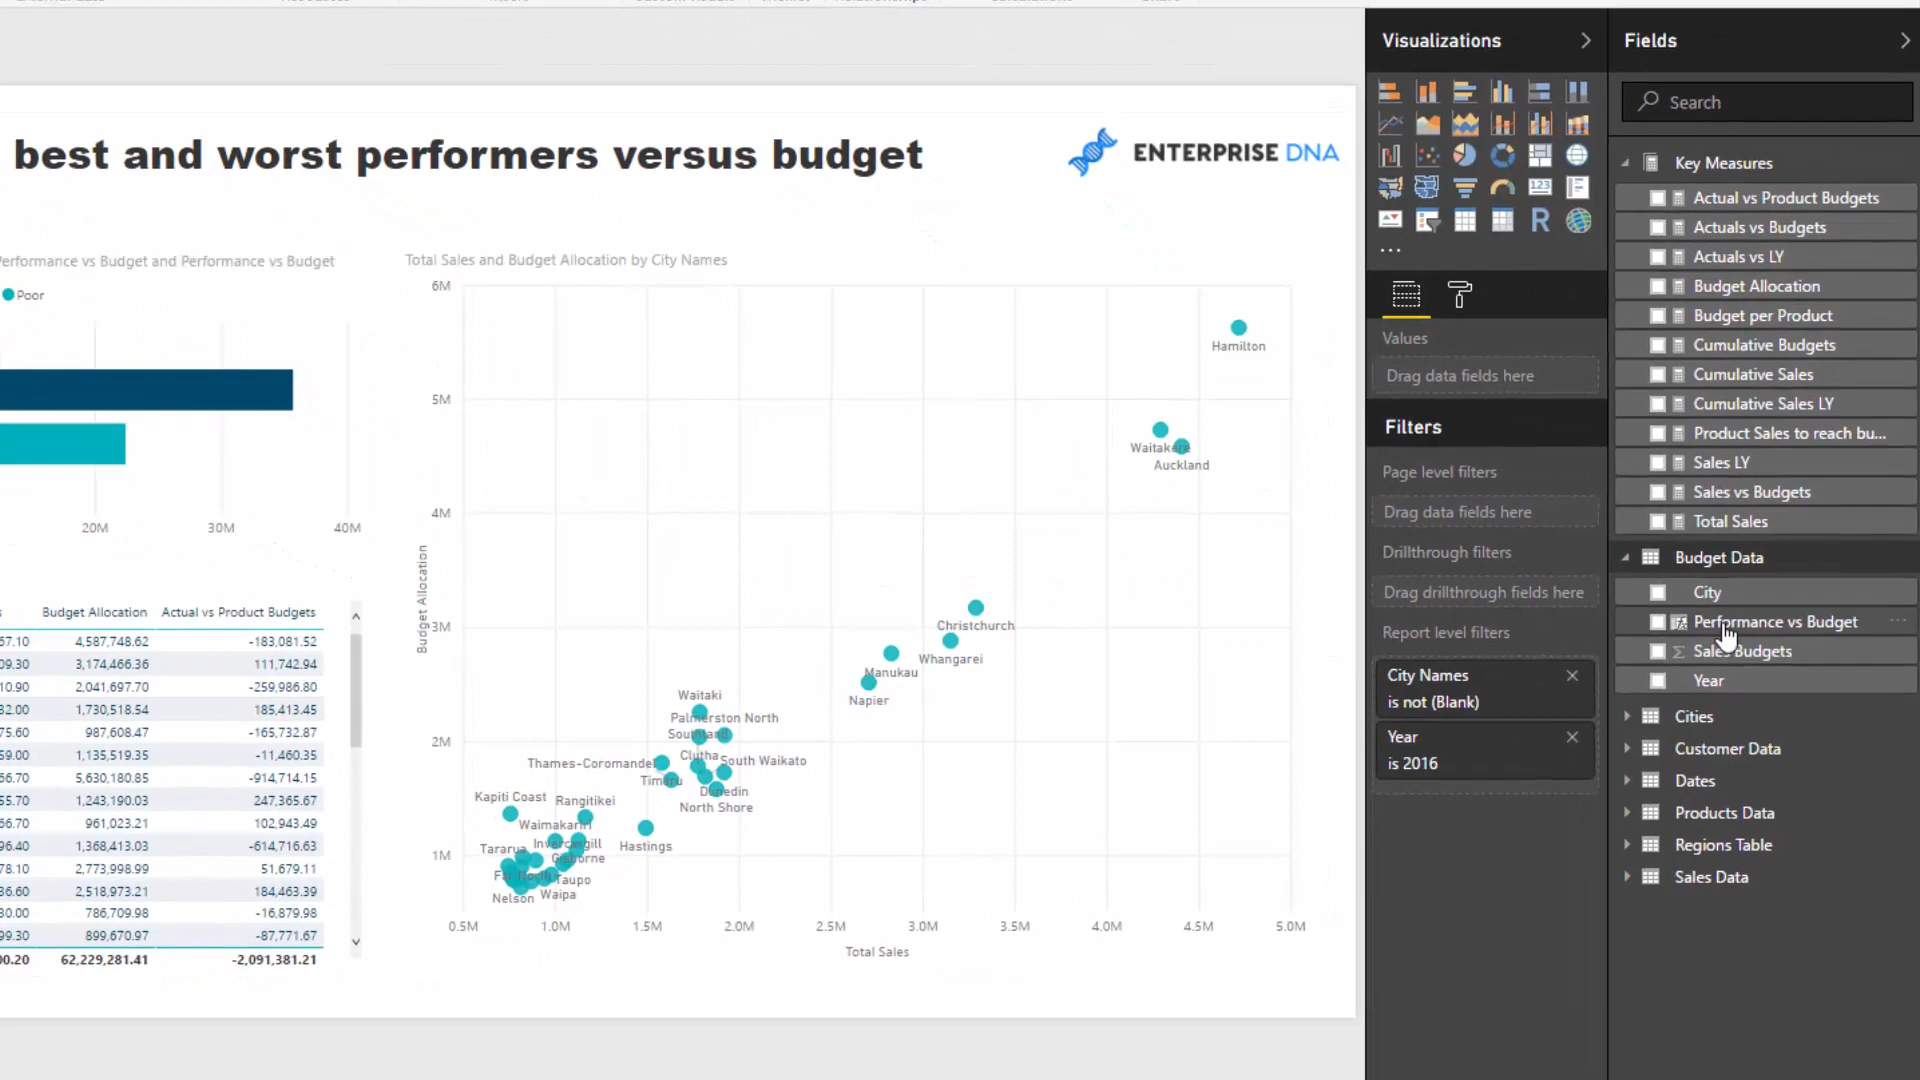 best and worst performers versus budget
ENTERPRISE DNA
Performance vs Budget and Performance vs Budget
Poor
20M
30M
40M
Budget Allocation
Actual vs Product Budgets
4,587,748.62
-183,081.52
3,174,466.36
111,742.94
2,041,697.70
-259,986.80
1,730,518.54
185,413.45
987,608.47
-165,732.87
1,135,519.35
-11,460.35
5,630,180.85
-914,714.15
1,243,190.03
247,365.67
961,023.21
102,943.49
1,368,413.03
-614,716.63
2,773,998.99
51,679.11
2,518,973.21
184,463.39
786,709.98
-16,879.98
899,670.97
-87,771.67
62,229,281.41
-2,091,381.21
Total Sales and Budget Allocation by City Names
6M
5M
4M
3M
2M
1M
Budget Allocation
Hamilton
Waitakere
Auckland
Christchurch
Whangarei
Manukau
Napier
Waitaki
Palmerston North
Southland
Clutha
South Waikato
Thames-Coromandel
Timaru
Dunedin
North Shore
Kapiti Coast
Rangitikei
Waimakariri
Hastings
Invercargill
Tararua
Gisborne
Far North
Taupo
Nelson
Waipa
0.5M
1.0M
1.5M
2.0M
2.5M
3.0M
3.5M
4.0M
4.5M
5.0M
Total Sales
Visualizations
123
R
Values
Drag data fields here
Filters
Page level filters
Drag data fields here
Drillthrough filters
Drag drillthrough fields here
Report level filters
City Names
is not (Blank)
Year
is 2016
Fields
Search
Key Measures
Actual vs Product Budgets
Actuals vs Budgets
Actuals vs LY
Budget Allocation
Budget per Product
Cumulative Budgets
Cumulative Sales
Cumulative Sales LY
Product Sales to reach bu...
Sales LY
Sales vs Budgets
Total Sales
Budget Data
City
Performance vs Budget
Sales Budgets
Year
Cities
Customer Data
Dates
Products Data
Regions Table
Sales Data